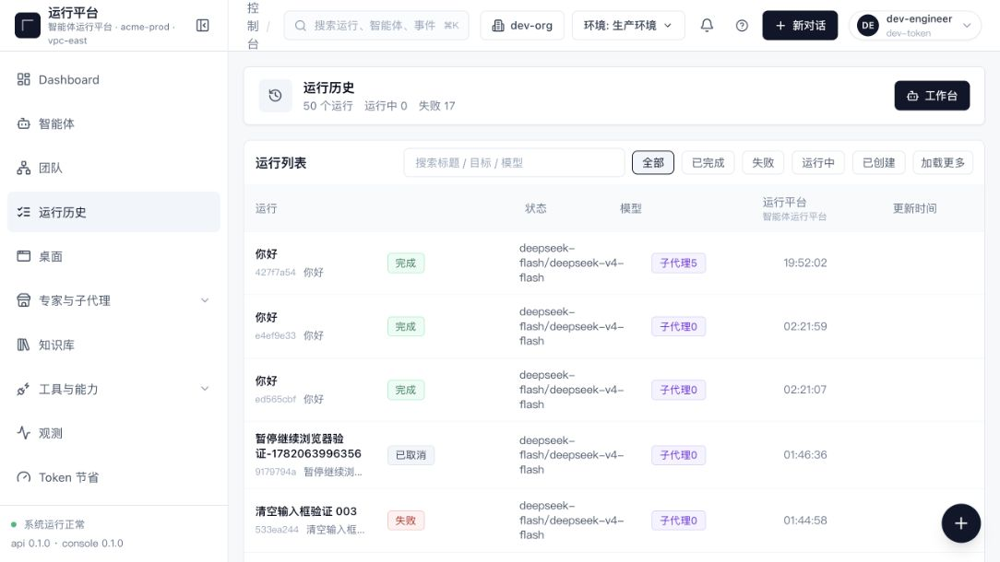 运行平台
智能体运行平台 · acme-prod ·
vpc-east
控
制
台
/
搜索运行、智能体、事件 ⌘K
dev-org
环境: 生产环境
新对话
DE
dev-engineer
dev-token
Dashboard
智能体
团队
运行历史
桌面
专家与子代理
知识库
工具与能力
观测
Token 节省
系统运行正常
api 0.1.0 · console 0.1.0
运行历史
50 个运行 运行中 0 失败 17
工作台
运行列表
搜索标题 / 目标 / 模型
全部
已完成
失败
运行中
已创建
加载更多
运行
状态
模型
运行平台
智能体运行平台
更新时间
你好
427f7a54 你好
完成
deepseek-
flash/deepseek-v4-
flash
子代理5
19:52:02
你好
e4ef9e33 你好
完成
deepseek-
flash/deepseek-v4-
flash
子代理0
02:21:59
你好
ed565cbf 你好
完成
deepseek-
flash/deepseek-v4-
flash
子代理0
02:21:07
暂停继续浏览器验
证-1782063996356
9179794a 暂停继续浏...
已取消
deepseek-
flash/deepseek-v4-
flash
子代理0
01:46:36
清空输入框验证 003
533ea244 清空输入框...
失败
deepseek-
flash/deepseek-v4-
flash
子代理0
01:44:58